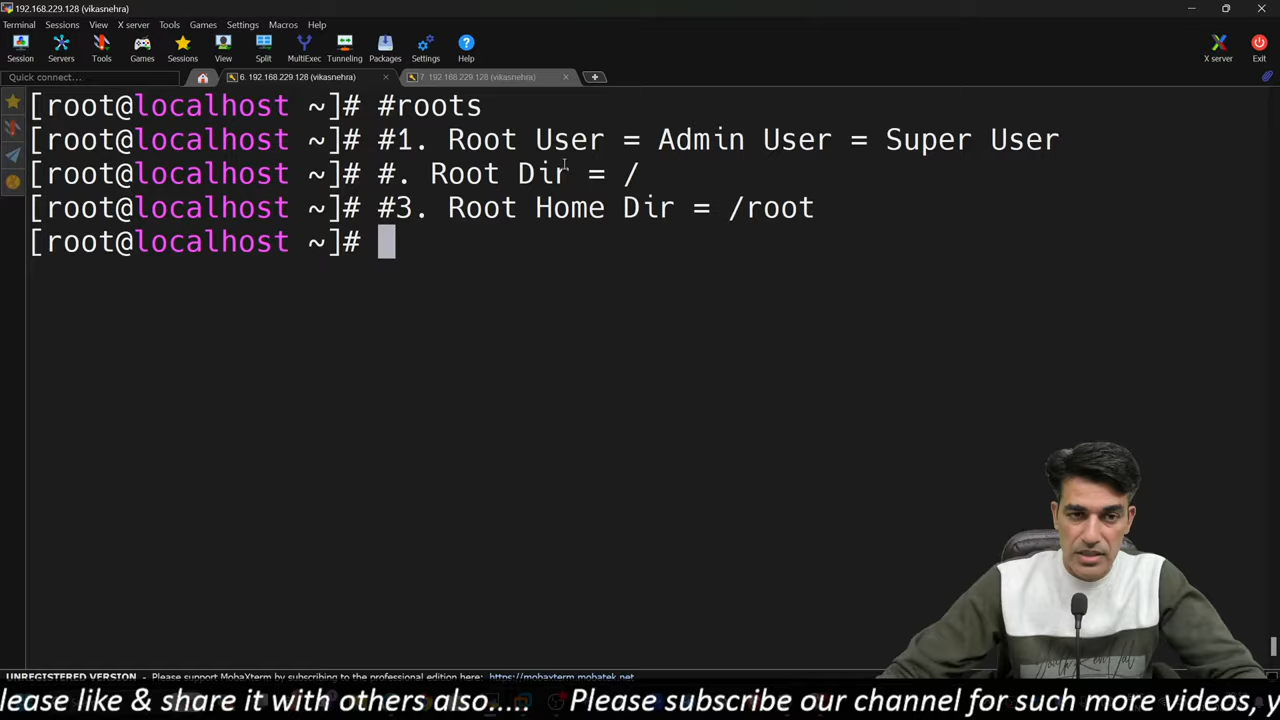 192.168.229.128 (vikasnehra)
Terminal Sessions View X server Tools Games Settings Macros Help
Session Servers Tools Games Sessions View Split MultiExec Tunneling Packages Settings Help X server Exit
Quick connect... 6. 192.168.229.128 (vikasnehra) 7. 192.168.229.128 (vikasnehra)
[root@localhost ~]# #roots
[root@localhost ~]# #1. Root User = Admin User = Super User
[root@localhost ~]# #. Root Dir = /
[root@localhost ~]# #3. Root Home Dir = /root
[root@localhost ~]#
UNREGISTERED VERSION - Please support MobaXterm by subscribing to the professional edition here: https://mobaxterm.mobatek.net
lease like & share it with others also..... Please subscribe our channel for such more videos, y